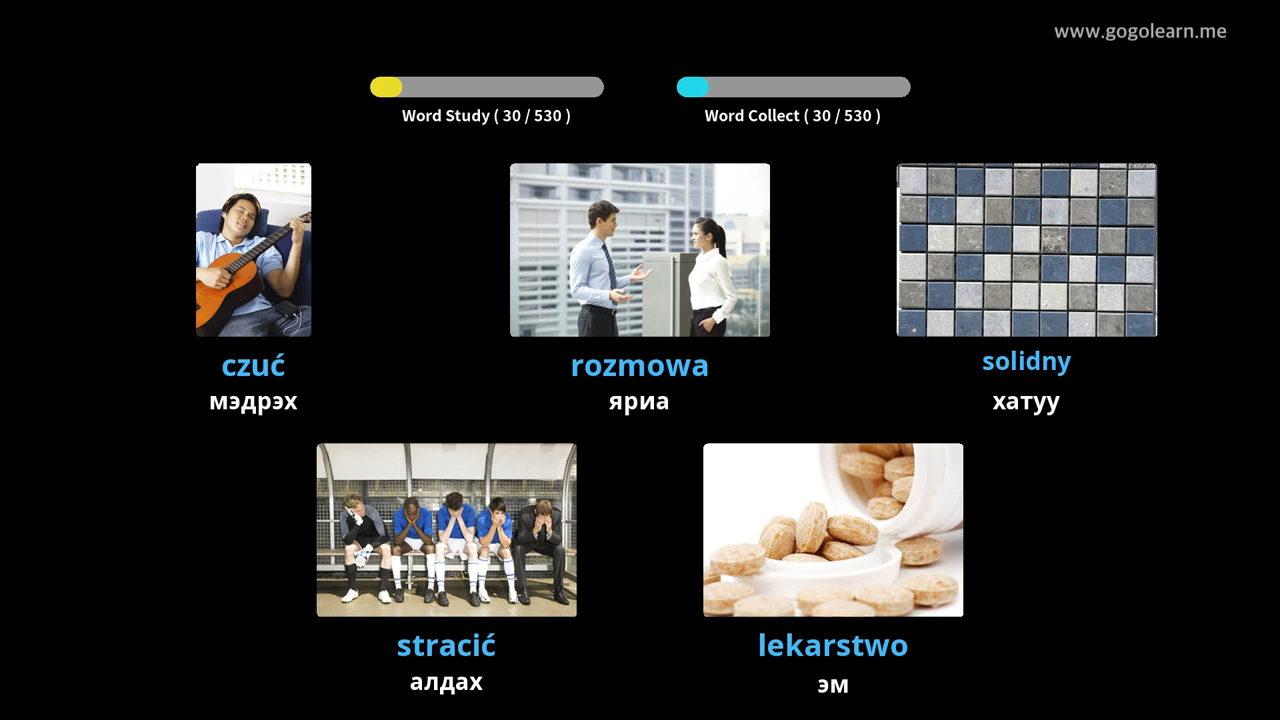 www.gogolearn.me
Word Study ( 30 / 530 )
Word Collect ( 30 / 530 )
czuć
мэдрэх
rozmowa
яриа
solidny
хатуу
stracić
алдах
lekarstwo
эм